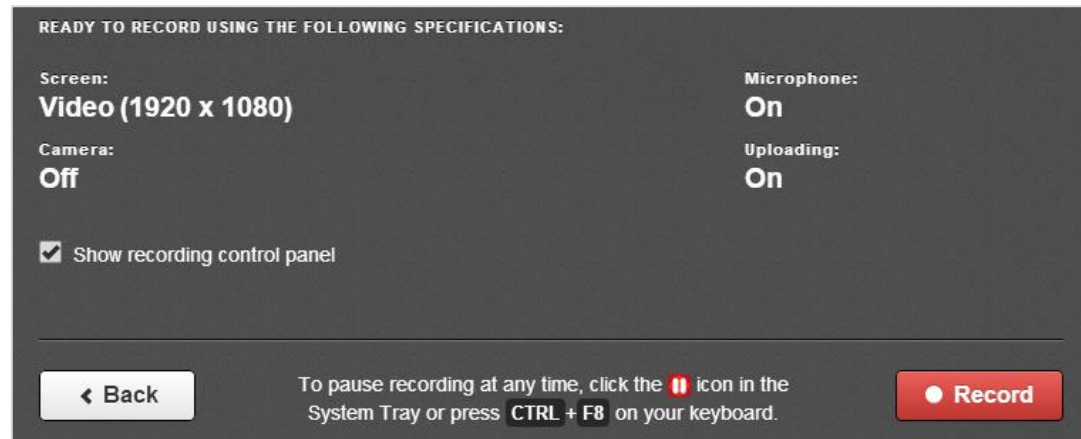 READY TO RECORD USING THE FOLLOWING SPECIFICATIONS:
Screen:
Video (1920 x 1080)
Microphone:
On
Camera:
Off
Uploading:
On
Show recording control panel
Back
To pause recording at any time, click the icon in the
System Tray or press CTRL + F8 on your keyboard.
Record